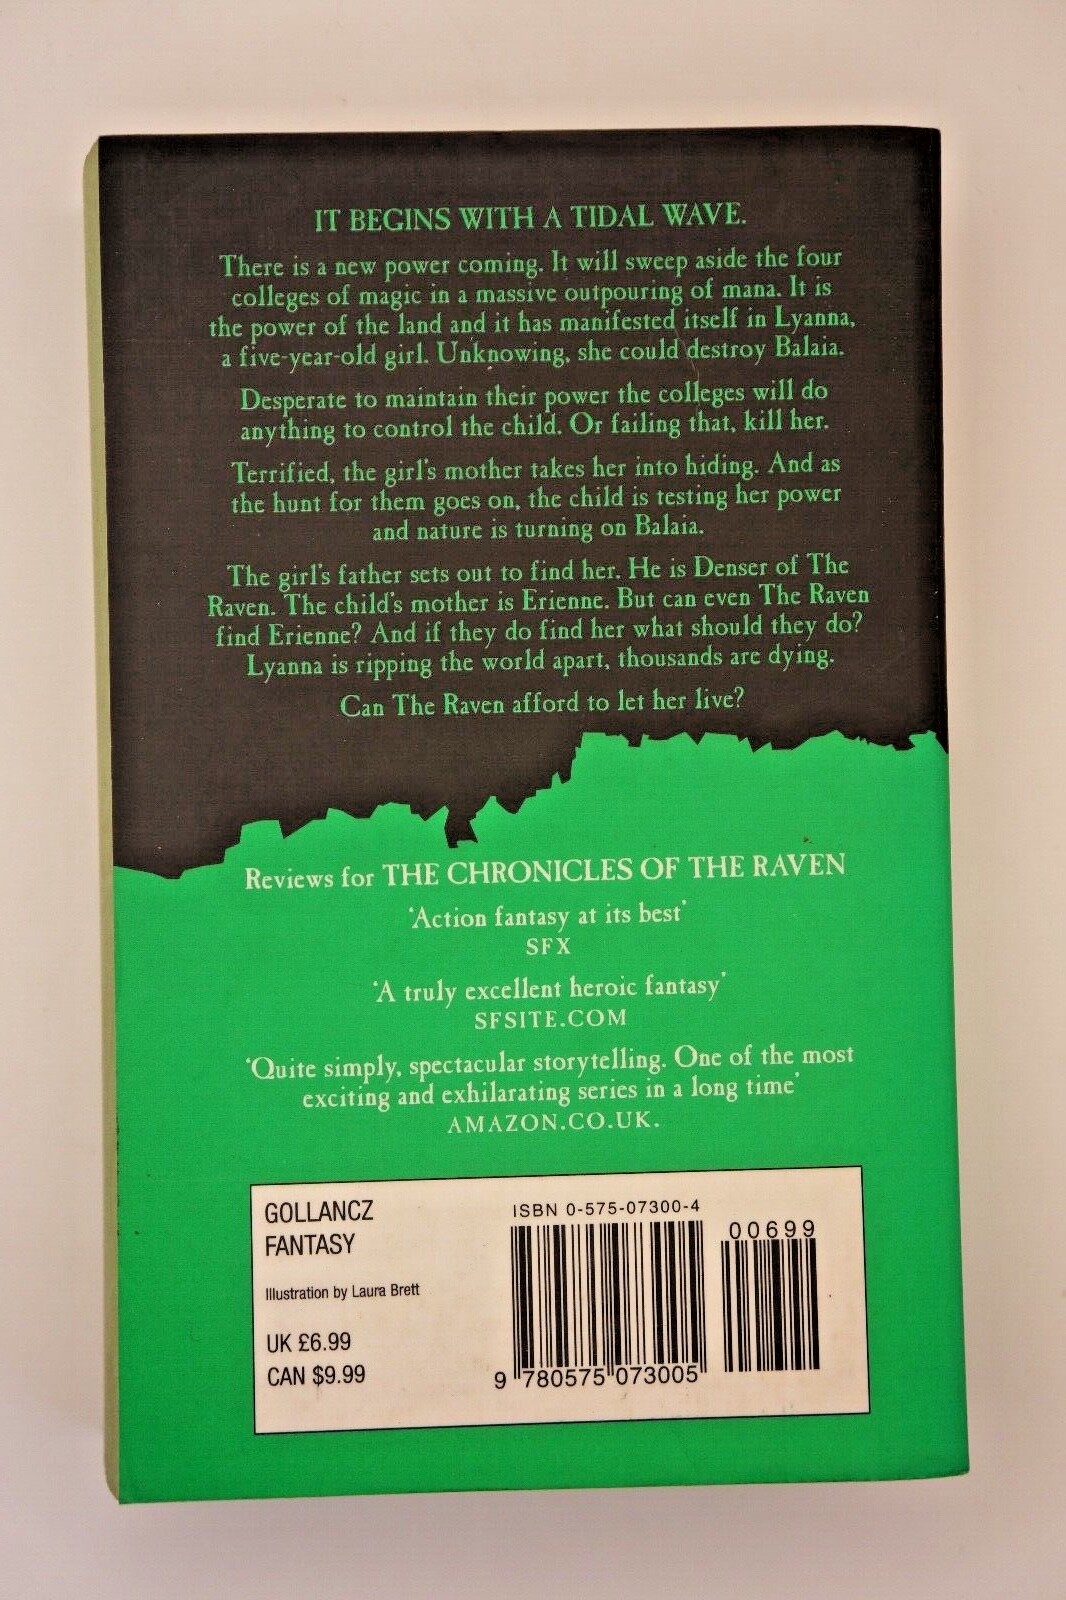 IT BEGINS WITH A TIDAL WAVE.
There is a new power coming. It will sweep aside the four
colleges of magic in a massive outpouring of mana. It is
the power of the land and it has manifested itself in Lyanna,
a five-year-old girl. Unknowing, she could destroy Balaia.
Desperate to maintain their power the colleges will do
anything to control the child. Or failing that, kill her.
Terrified, the girl's mother takes her into hiding. And as
the hunt for them goes on, the child is testing her power
and nature is turning on Balaia.
The girl's father sets out to find her. He is Denser of The
Raven. The child's mother is Erienne. But can even The Raven
find Erienne? And if they do find her what should they do?
Lyanna is ripping the world apart, thousands are dying.
Can The Raven afford to let her live?
Reviews for THE CHRONICLES OF THE RAVEN
'Action fantasy at its best'
SFX
'A truly excellent heroic fantasy'
SFSITE.COM
'Quite simply, spectacular storytelling. One of the most
exciting and exhilarating series in a long time'
AMAZON.CO.UK.
GOLLANCZ
FANTASY
Illustration by Laura Brett
UK £6.99
CAN $9.99
ISBN 0-575-07300-4
00699
9 780575 073005